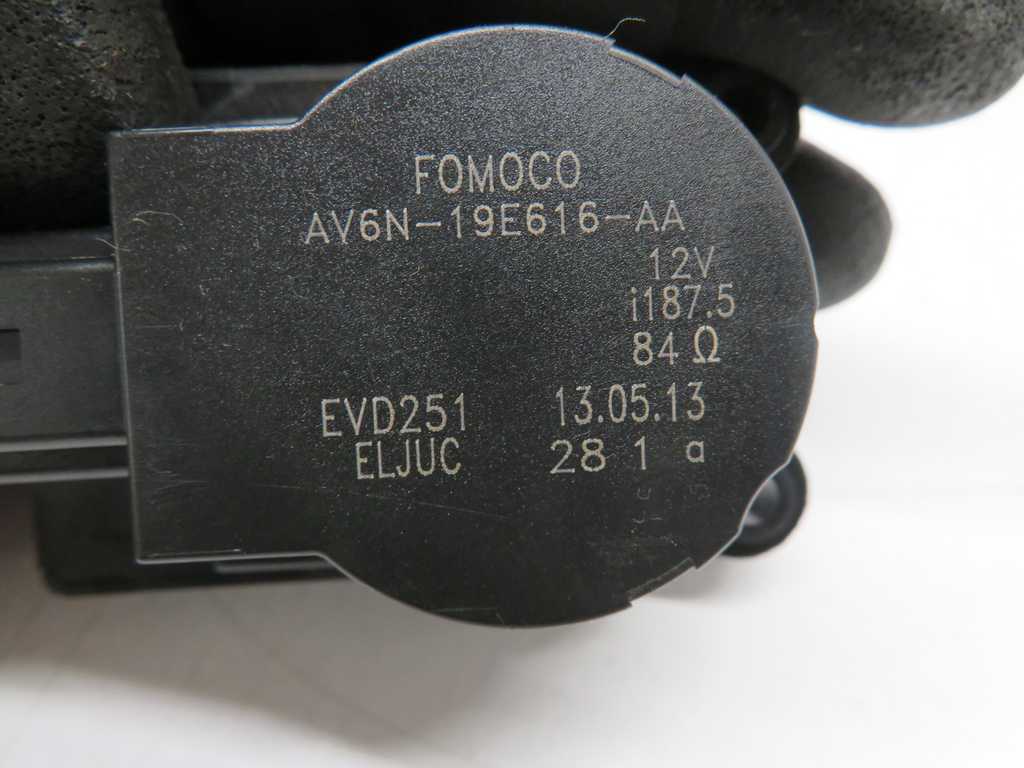 FOMOCO
AV6N-19E616-AA
12V
i187.5
84 Ω
EVD251 13.05.13
ELJUC 28 1 a